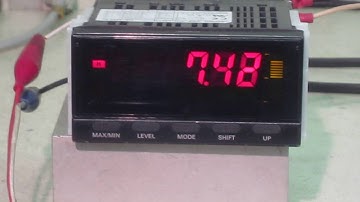 7.48
MAX/MIN LEVEL MODE SHIFT UP